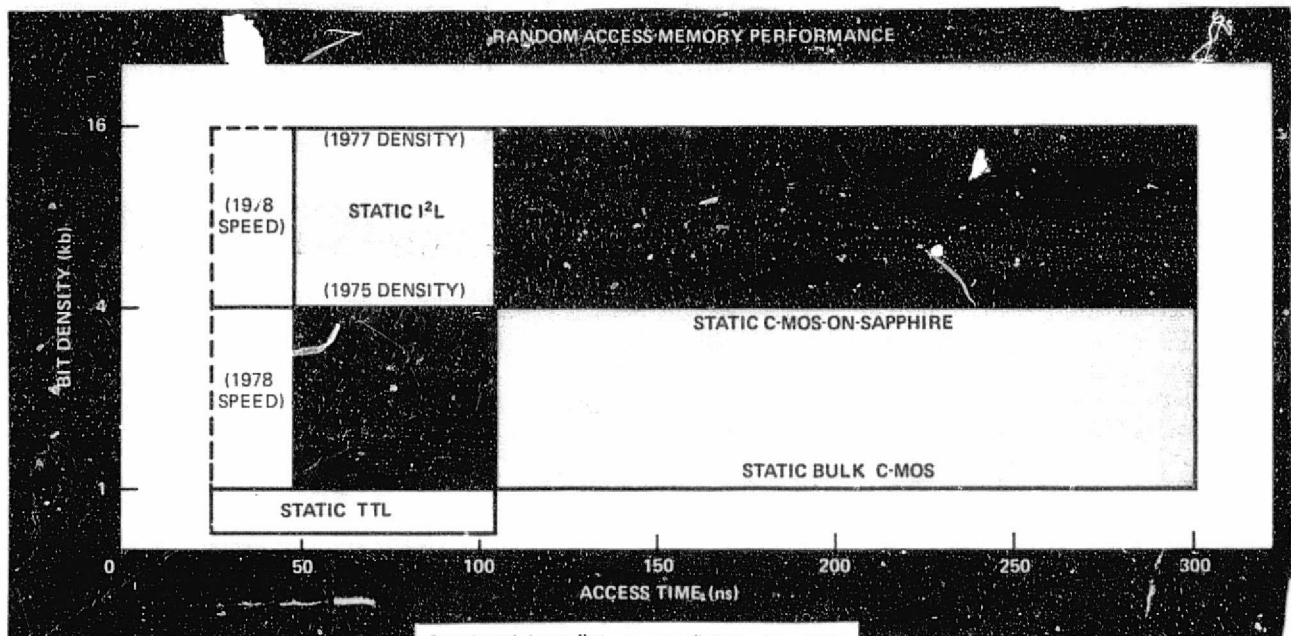 RANDOM ACCESS MEMORY PERFORMANCE
16
(1977 DENSITY)
(1978
SPEED)
STATIC I²L
BIT DENSITY (kb)
(1975 DENSITY)
4
STATIC C-MOS-ON-SAPPHIRE
(1978
SPEED)
STATIC BULK C-MOS
1
STATIC TTL
0
50
100
150
200
250
300
ACCESS TIME (ns)